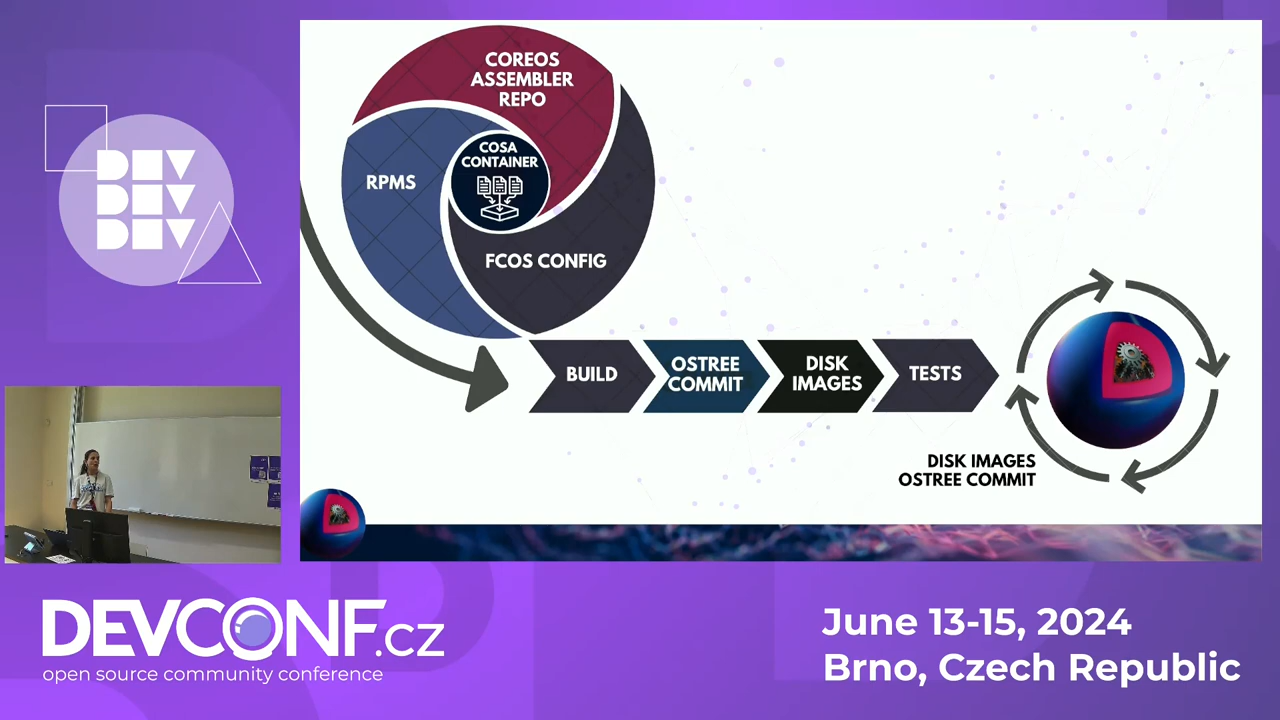 COREOS
ASSEMBLER
REPO
COSA
CONTAINER
RPMS
FCOS CONFIG
BUILD
OSTREE
COMMIT
DISK
IMAGES
TESTS
DISK IMAGES
OSTREE COMMIT
DEV
DEV
DEV
DEVCONF.cz
open source community conference
June 13-15, 2024
Brno, Czech Republic